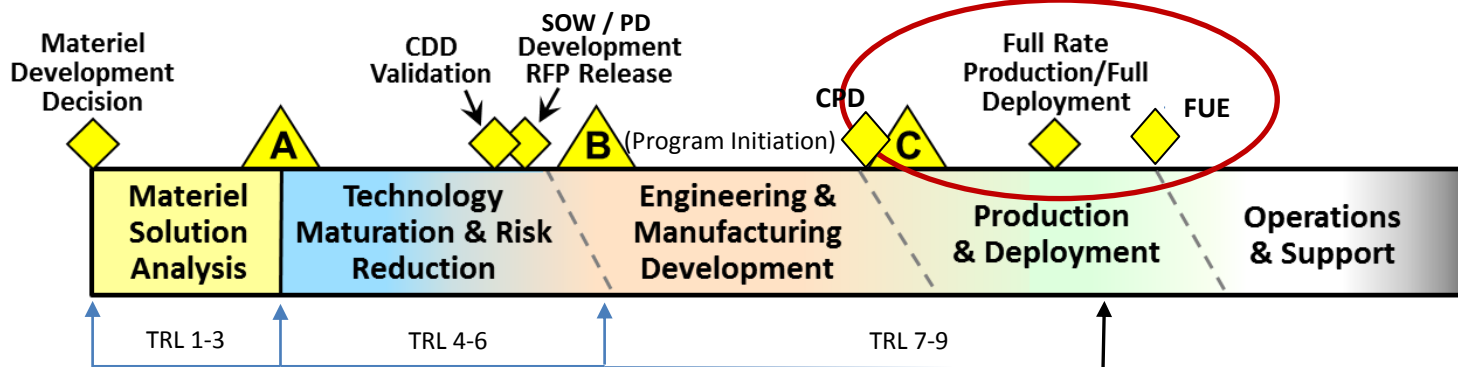 Materiel
Development
Decision
A
CDD
Validation
SOW / PD
Development
RFP Release
B
(Program Initiation)
CPD
C
Full Rate
Production/Full
Deployment
FUE
Materiel
Solution
Analysis
Technology
Maturation & Risk
Reduction
Engineering &
Manufacturing
Development
Production
& Deployment
Operations
& Support
TRL 1-3
TRL 4-6
TRL 7-9